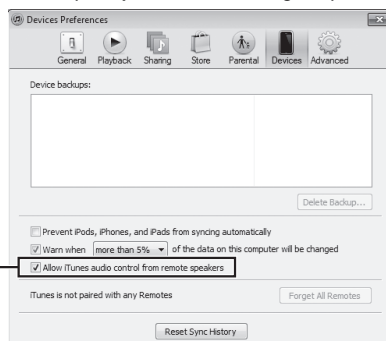 Devices Preferences
General Playback Sharing Store Parental Devices Advanced
Device backups:
Delete Backup...
Prevent iPods, iPhones, and iPads from syncing automatically
Warn when more than 5% of the data on this computer will be changed
Allow iTunes audio control from remote speakers
iTunes is not paired with any Remotes
Forget All Remotes
Reset Sync History